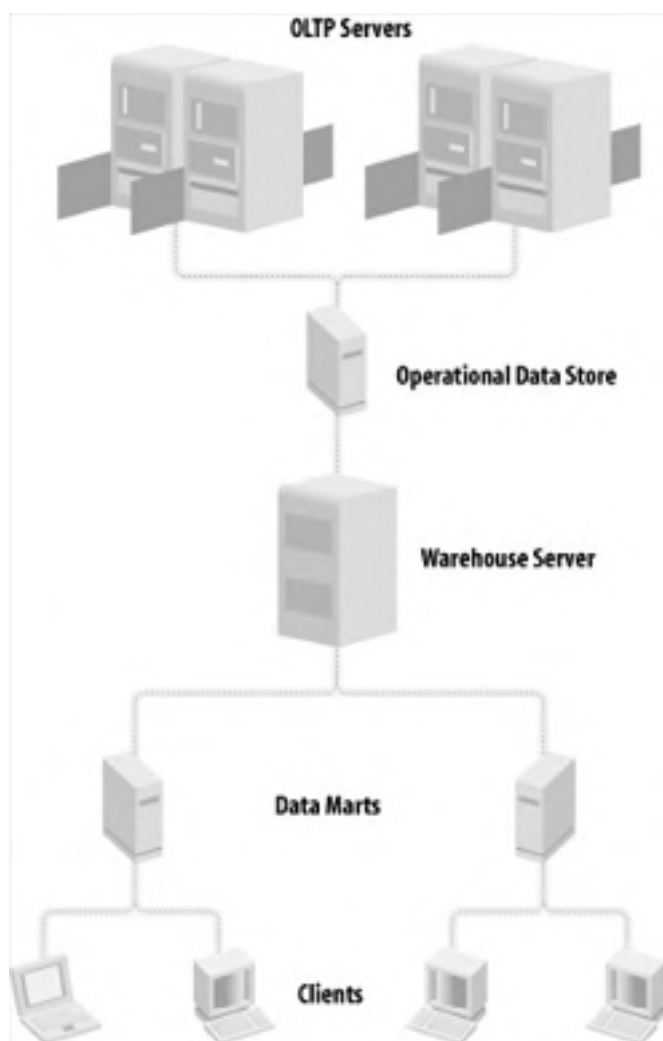 OLTP Servers
Operational Data Store
Warehouse Server
Data Marts
Clients